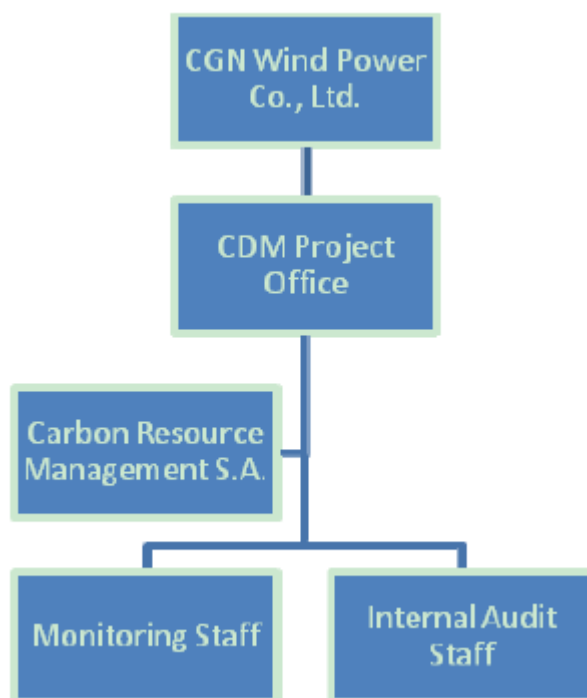 CGN Wind Power
Co., Ltd.
CDM Project
Office
Carbon Resource
Management S.A.
Monitoring Staff
Internal Audit
Staff